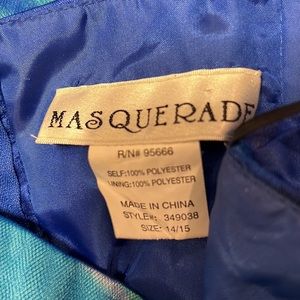 MASQUERADE
R/N# 95666
SELF:100% POLYESTER
LINING:100% POLYESTER
MADE IN CHINA
STYLE#: 349038
SIZE: 14/15